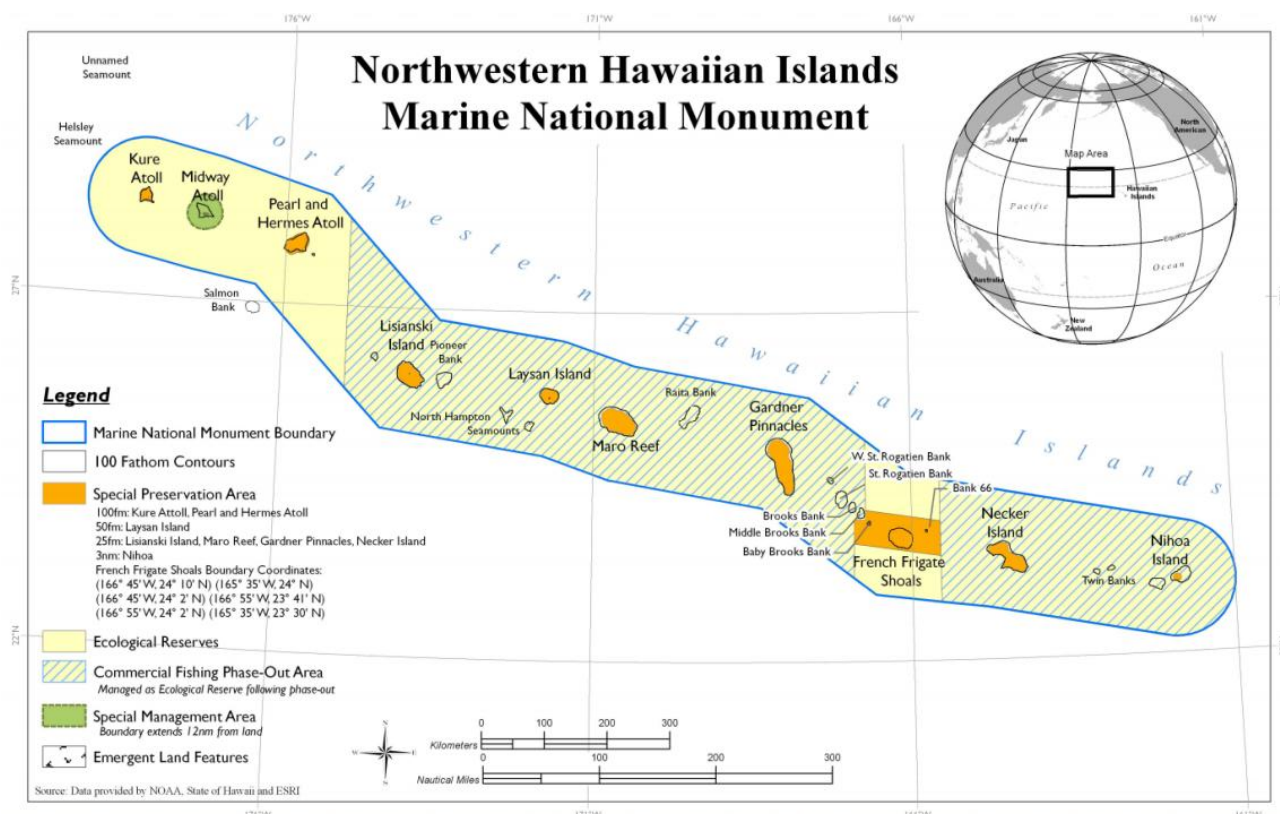 176°W
171°W
166°W
161°W
Unnamed
Seamount
Northwestern Hawaiian Islands
Marine National Monument
Helsley
Seamount
Kure
Atoll
Midway
Atoll
Pearl and
Hermes Atoll
Northwestern Hawaiian Islands
Japan
North
American
Map Area
Hawaiian
Islands
Pacific
Equator
Ocean
Australia
New
Zealand
27°N
Salmon
Bank
Lisianski
Island
Pioneer
Bank
Laysan Island
North Hampton
Seamounts
Maro Reef
Raita Bank
Gardner
Pinnacles
W. St. Rogatien Bank
St. Rogatien Bank
Bank 66
Brooks Bank
Middle Brooks Bank
Baby Brooks Bank
French Frigate
Shoals
Necker
Island
Nihoa
Island
Twin Banks
Legend
Marine National Monument Boundary
100 Fathom Contours
Special Preservation Area
100fm: Kure Attoll, Pearl and Hermes Atoll
50fm: Laysan Island
25fm: Lisianski Island, Maro Reef, Gardner Pinnacles, Necker Island
3nm: Nihoa
French Frigate Shoals Boundary Coordinates:
(166° 45' W, 24° 10' N) (165° 35' W, 24° N)
(166° 45' W, 24° 2' N) (166° 55' W, 23° 41' N)
(166° 55' W, 24° 2' N) (165° 35' W, 23° 30' N)
22°N
Ecological Reserves
Commercial Fishing Phase-Out Area
Managed as Ecological Reserve following phase-out
Special Management Area
Boundary extends 12nm from land
Emergent Land Features
N
W
E
S
0 100 200 300
Kilometers
0 100 200 300
Nautical Miles
Source: Data provided by NOAA, State of Hawaii and ESRI